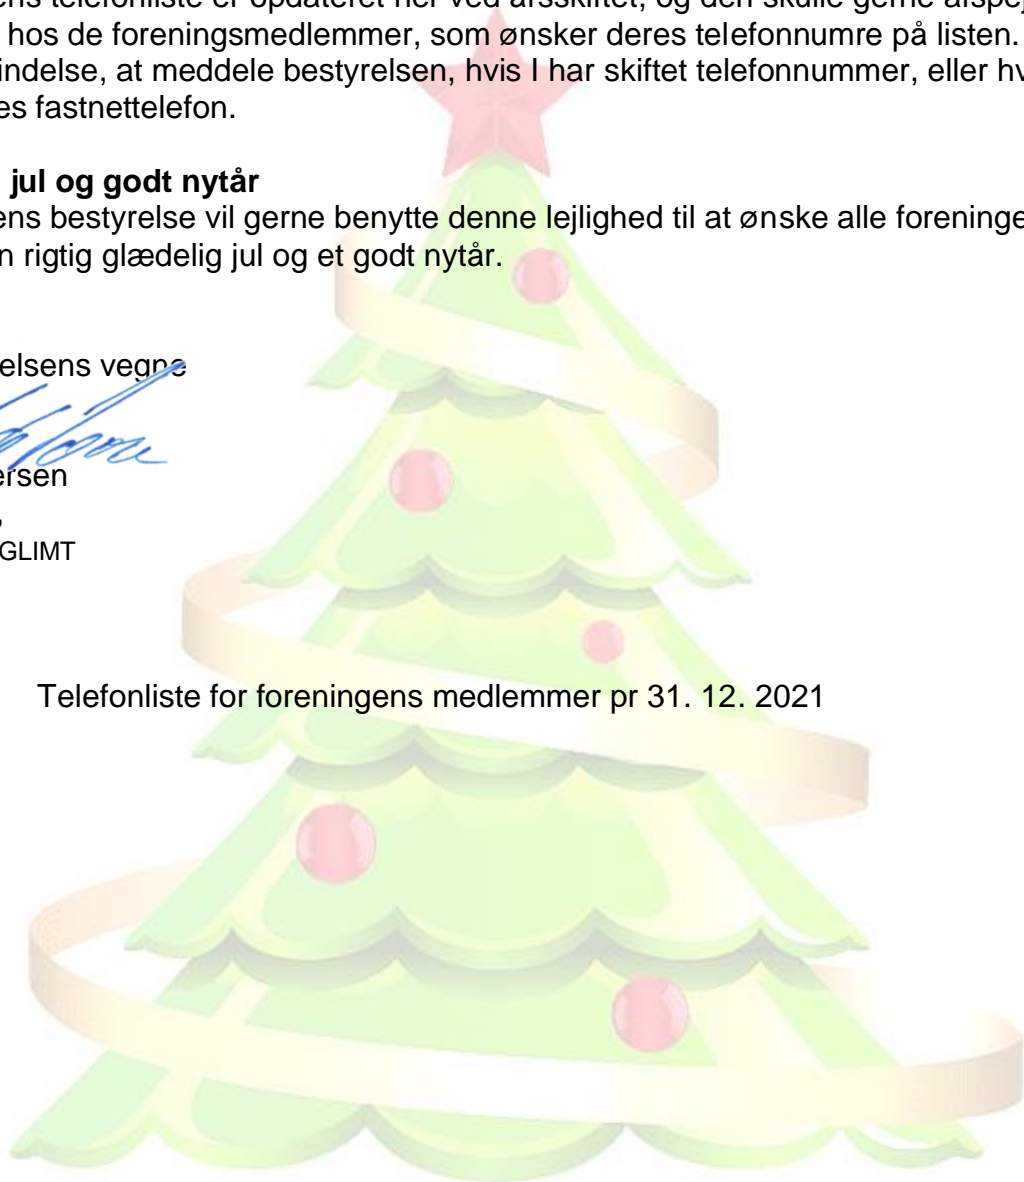 ens telefonliste er opdateret her ved årsskiftet, og den skulle gerne afspej
hos de foreningsmedlemmer, som ønsker deres telefonnumre på listen.
indelse, at meddele bestyrelsen, hvis I har skiftet telefonnummer, eller hv
es fastnettelefon.
jul og godt nytår
ens bestyrelse vil gerne benytte denne lejlighed til at ønske alle foreninge
n rigtig glædelig jul og et godt nytår.
elsens vegne
ersen
GLIMT
Telefonliste for foreningens medlemmer pr 31. 12. 2021